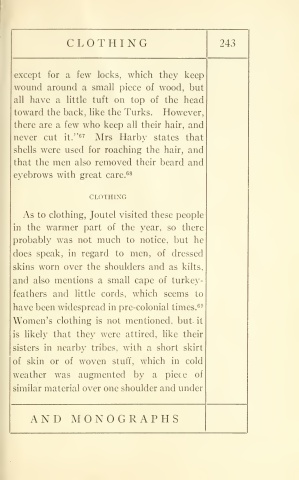 CLOTHING 243
except for a few locks, which they keep
wound around a small piece of wood, but
all have a little tuft on top of the head
toward the back, like the Turks. However,
there are a few who keep all their hair, and
never cut it."⁶⁷ Mrs Harby states that
shells were used for roaching the hair, and
that the men also removed their beard and
eyebrows with great care.⁶⁸
CLOTHING
As to clothing, Joutel visited these people
in the warmer part of the year, so there
probably was not much to notice, but he
does speak, in regard to men, of dressed
skins worn over the shoulders and as kilts,
and also mentions a small cape of turkey-
feathers and little cords, which seems to
have been widespread in pre-colonial times.⁶⁹
Women's clothing is not mentioned, but it
is likely that they were attired, like their
sisters in nearby tribes, with a short skirt
of skin or of woven stuff, which in cold
weather was augmented by a piece of
similar material over one shoulder and under
AND MONOGRAPHS